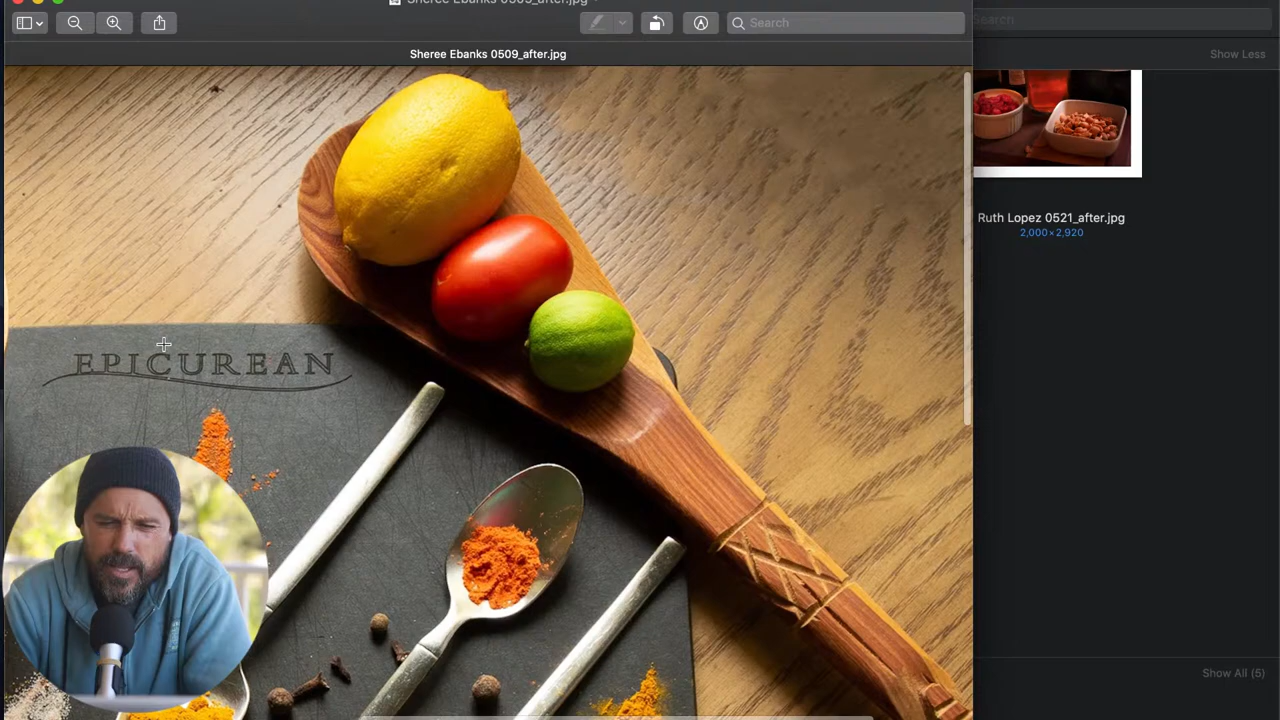 Search
Search
Sheree Ebanks 0509_after.jpg
Show Less
Ruth Lopez 0521_after.jpg
2,000×2,920
EPICUREAN
Show All (5)